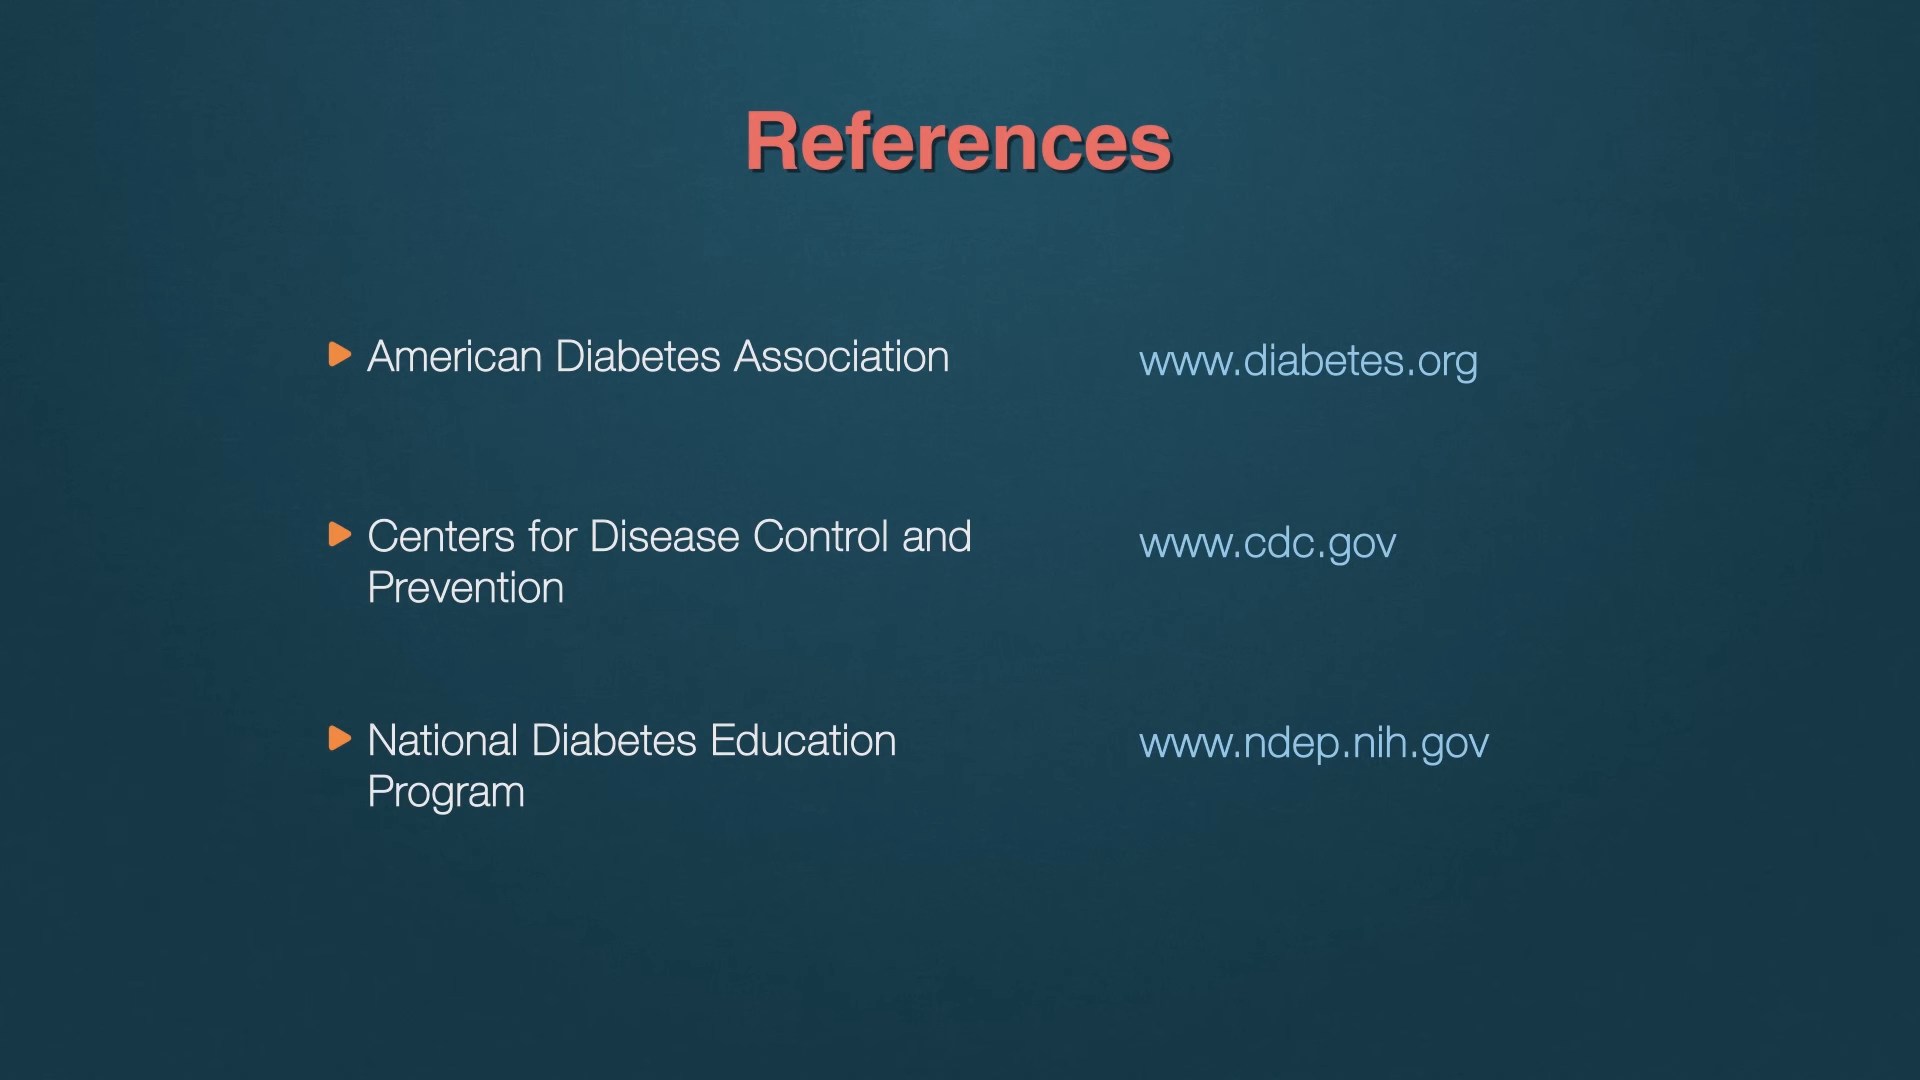 References
American Diabetes Association
www.diabetes.org
Centers for Disease Control and
Prevention
www.cdc.gov
National Diabetes Education
Program
www.ndep.nih.gov